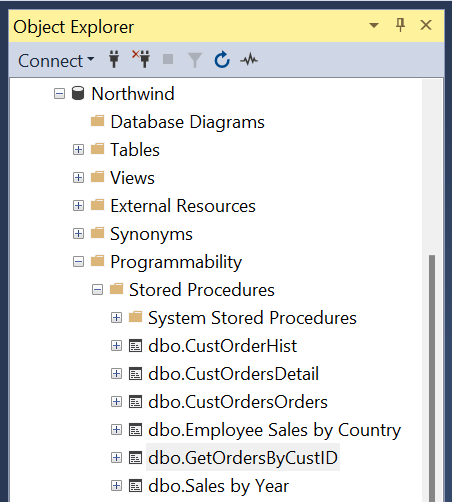 Object Explorer
Connect
Northwind
Database Diagrams
Tables
Views
External Resources
Synonyms
Programmability
Stored Procedures
System Stored Procedures
dbo.CustOrderHist
dbo.CustOrdersDetail
dbo.CustOrdersOrders
dbo.Employee Sales by Country
dbo.GetOrdersByCustID
dbo.Sales by Year